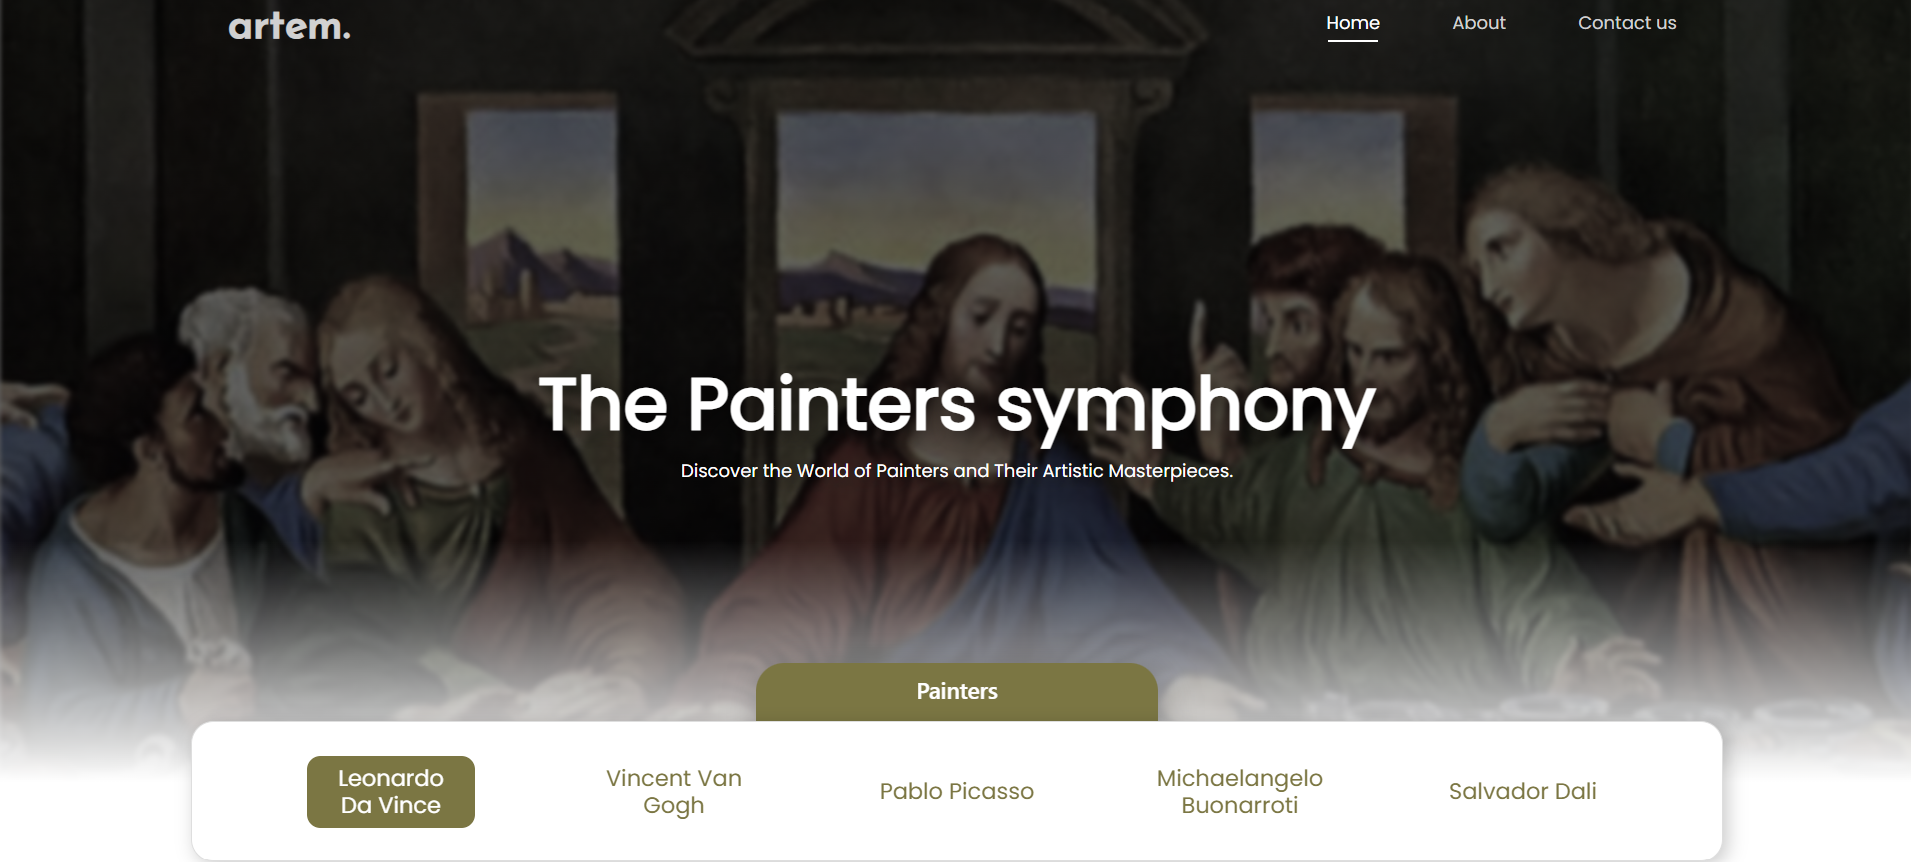 artem.
Home
About
Contact us
The Painters symphony
Discover the World of Painters and Their Artistic Masterpieces.
Painters
Leonardo
Da Vince
Vincent Van
Gogh
Pablo Picasso
Michaelangelo
Buonarroti
Salvador Dali